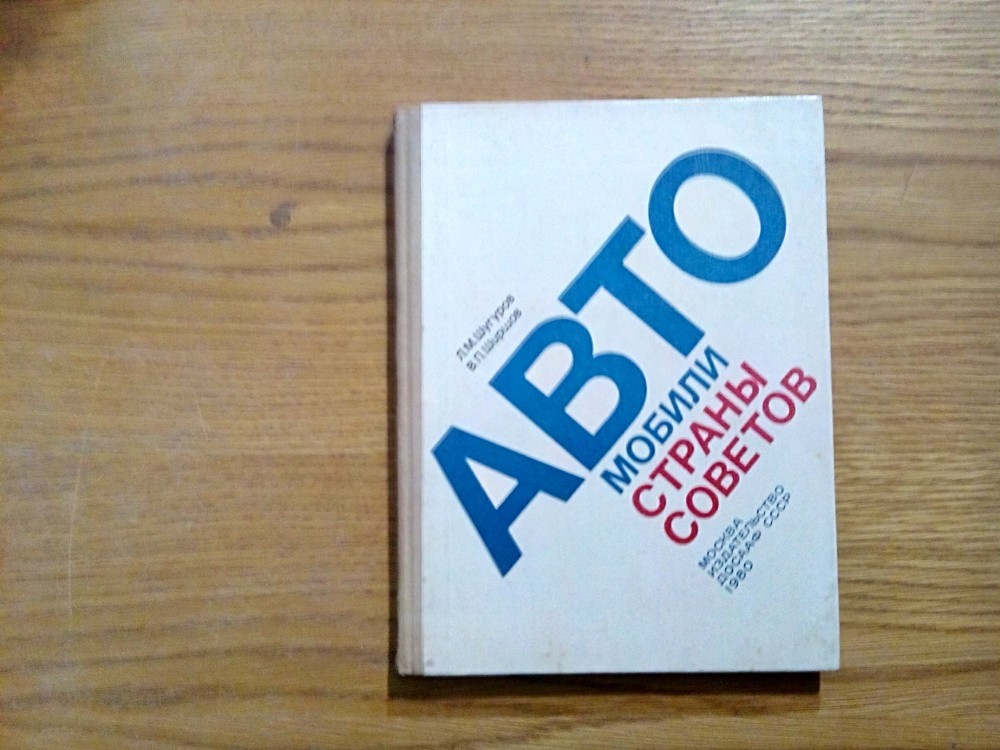 Л.М.Шугуров
В.П.Ширшов
АВТО
МОБИЛИ
СТРАНЫ
СОВЕТОВ
МОСКВА
ИЗДАТЕЛЬСТВО
ДОСААФ СССР
1980